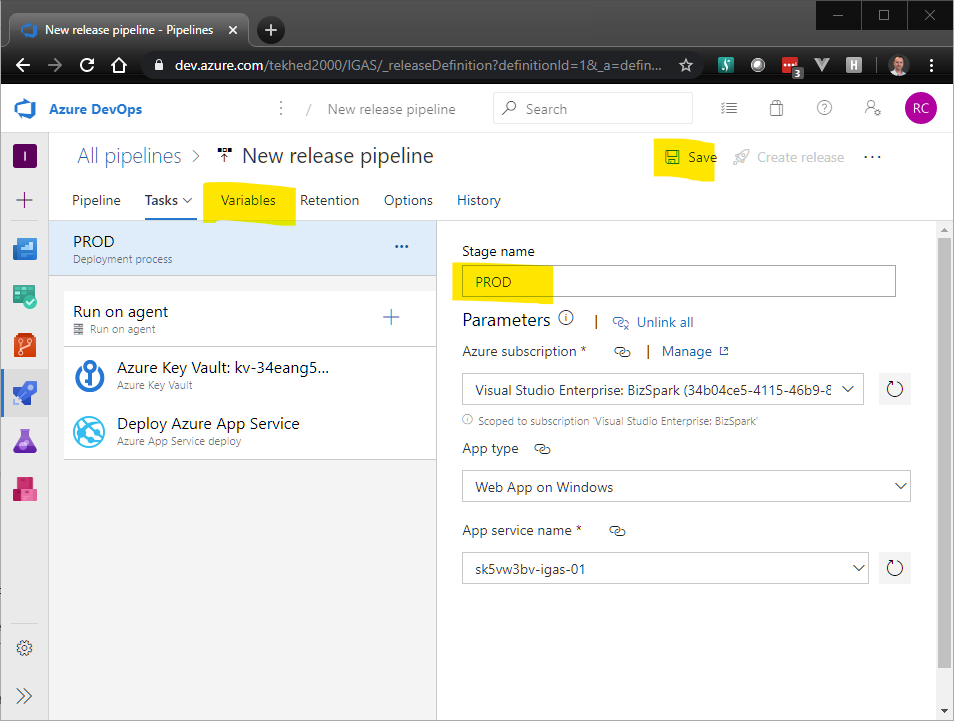 New release pipeline - Pipelines
dev.azure.com/tekhed2000/IGAS/_releaseDefinition?definitionId=1&_a=defin...
3
H
Azure DevOps
/ New release pipeline
Search
RC
I
All pipelines > New release pipeline
Save
Create release
Pipeline
Tasks
Variables
Retention
Options
History
PROD
Deployment process
Run on agent
Run on agent
Azure Key Vault: kv-34eang5...
Azure Key Vault
Deploy Azure App Service
Azure App Service deploy
Stage name
PROD
Parameters | Unlink all
Azure subscription * | Manage
Visual Studio Enterprise: BizSpark (34b04ce5-4115-46b9-8
Scoped to subscription 'Visual Studio Enterprise: BizSpark'
App type
Web App on Windows
App service name *
sk5vw3bv-igas-01